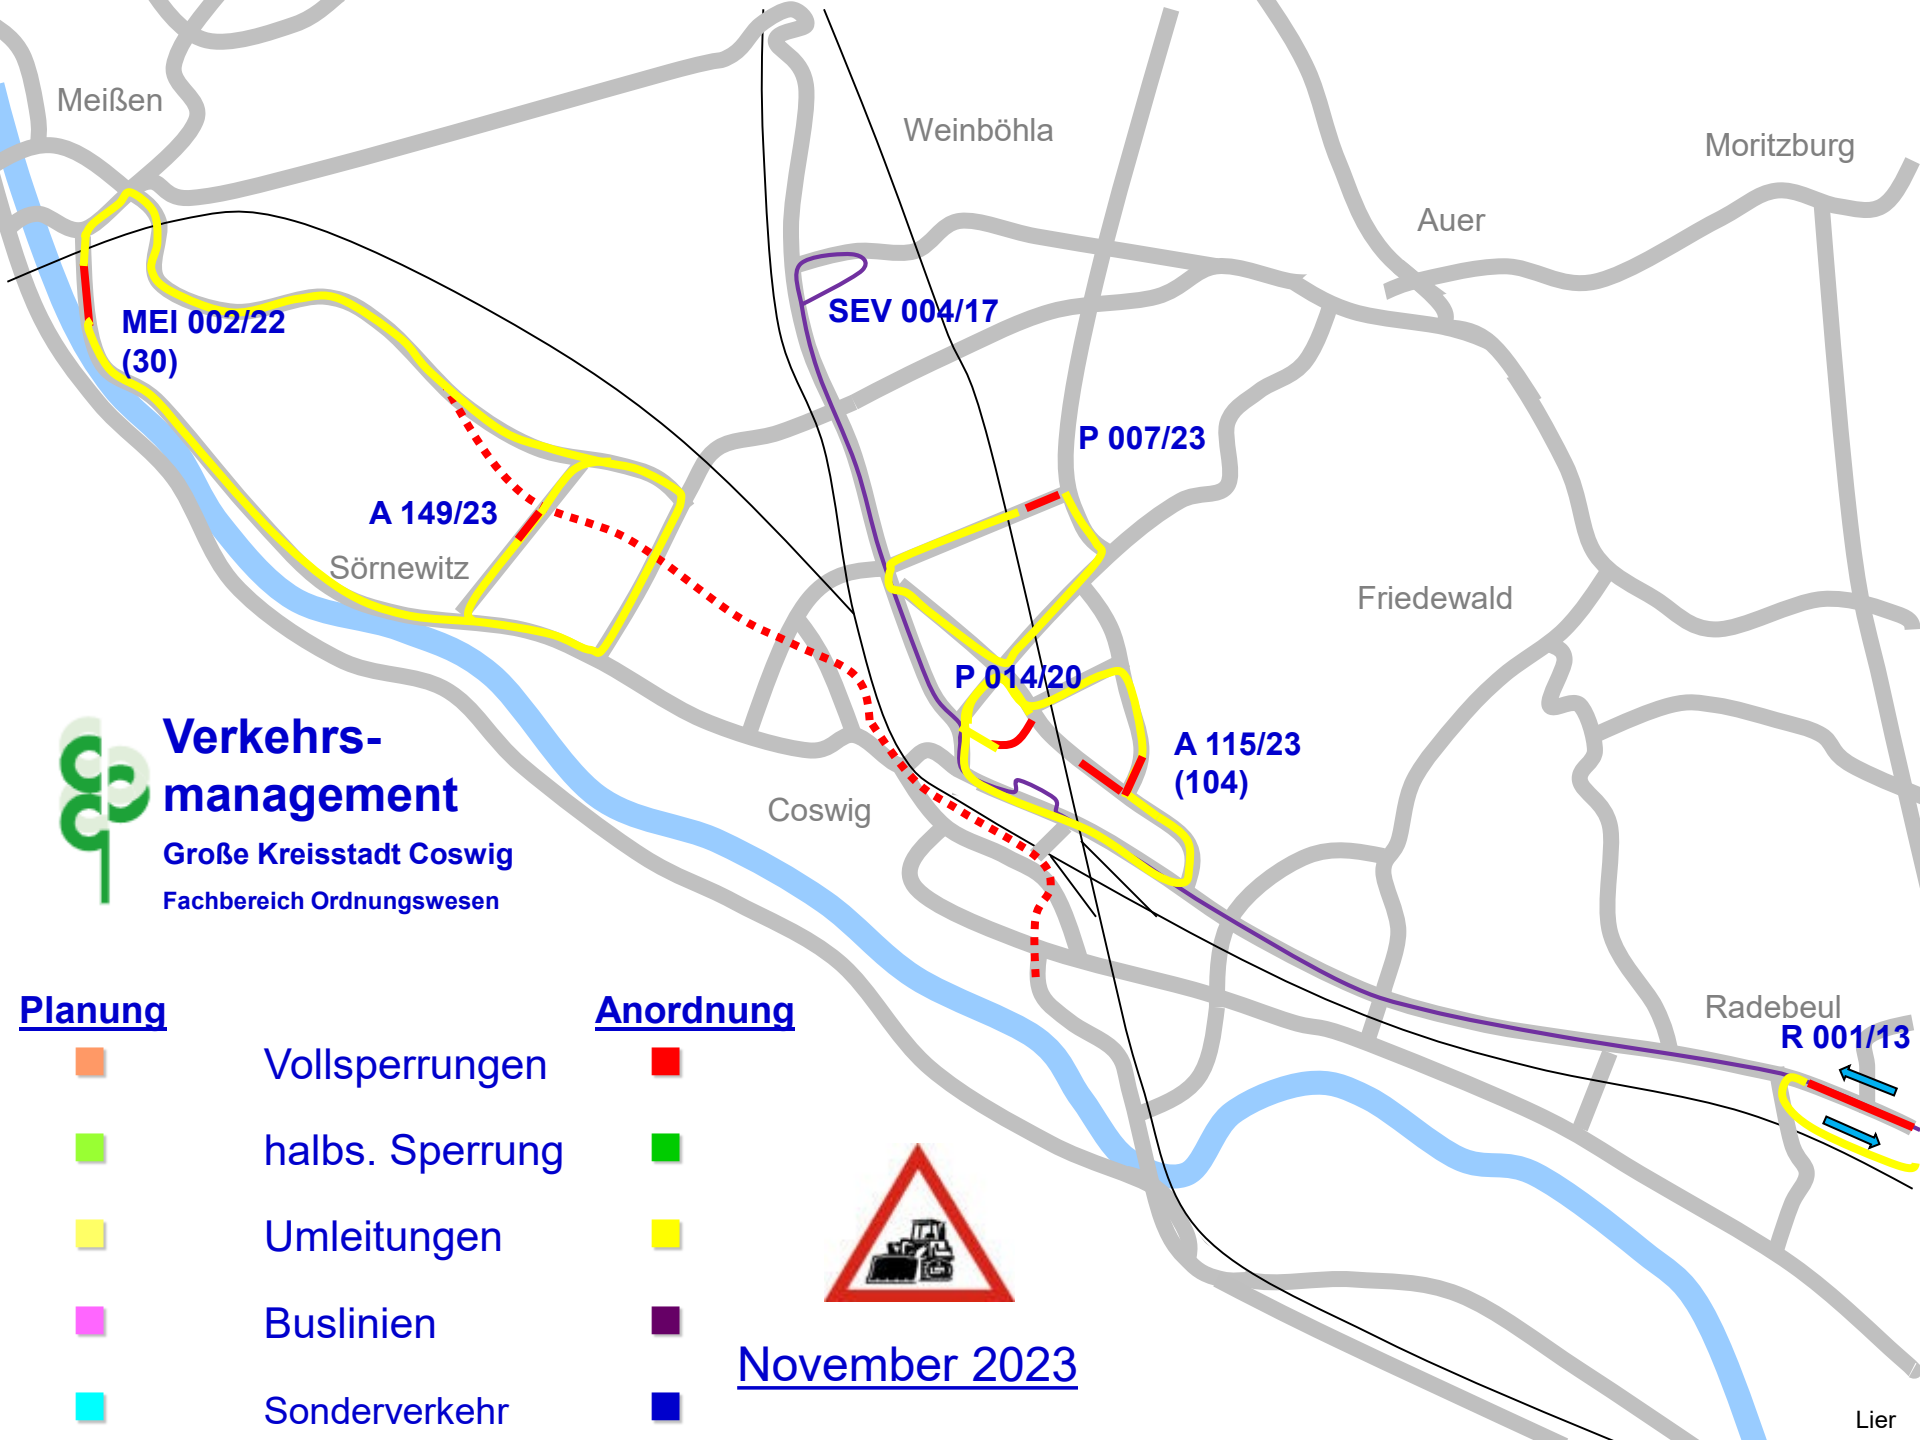 Meißen
Weinböhla
Moritzburg
Auer
SEV 004/17
MEI 002/22
(30)
P 007/23
A 149/23
Sörnewitz
Friedewald
P 014/20
A 115/23
(104)
Verkehrs-
management
Coswig
Große Kreisstadt Coswig
Fachbereich Ordnungswesen
Radebeul
R 001/13
Planung Anordnung
Vollsperrungen
halbs. Sperrung
Umleitungen
Buslinien
November 2023
Sonderverkehr
Lier